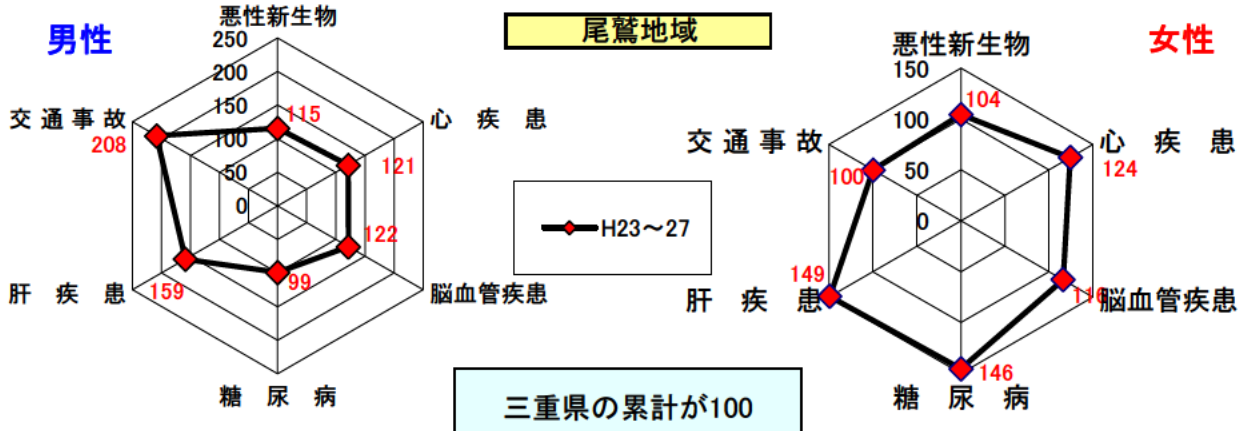 尾鷲地域
男性
悪性新生物
250
200
150
100
50
0
心疾患
脳血管疾患
糖尿病
肝疾患
交通事故
115
121
122
99
159
208
H23～27
三重県の累計が100
女性
悪性新生物
150
100
50
0
心疾患
脳血管疾患
糖尿病
肝疾患
交通事故
104
124
116
146
149
100